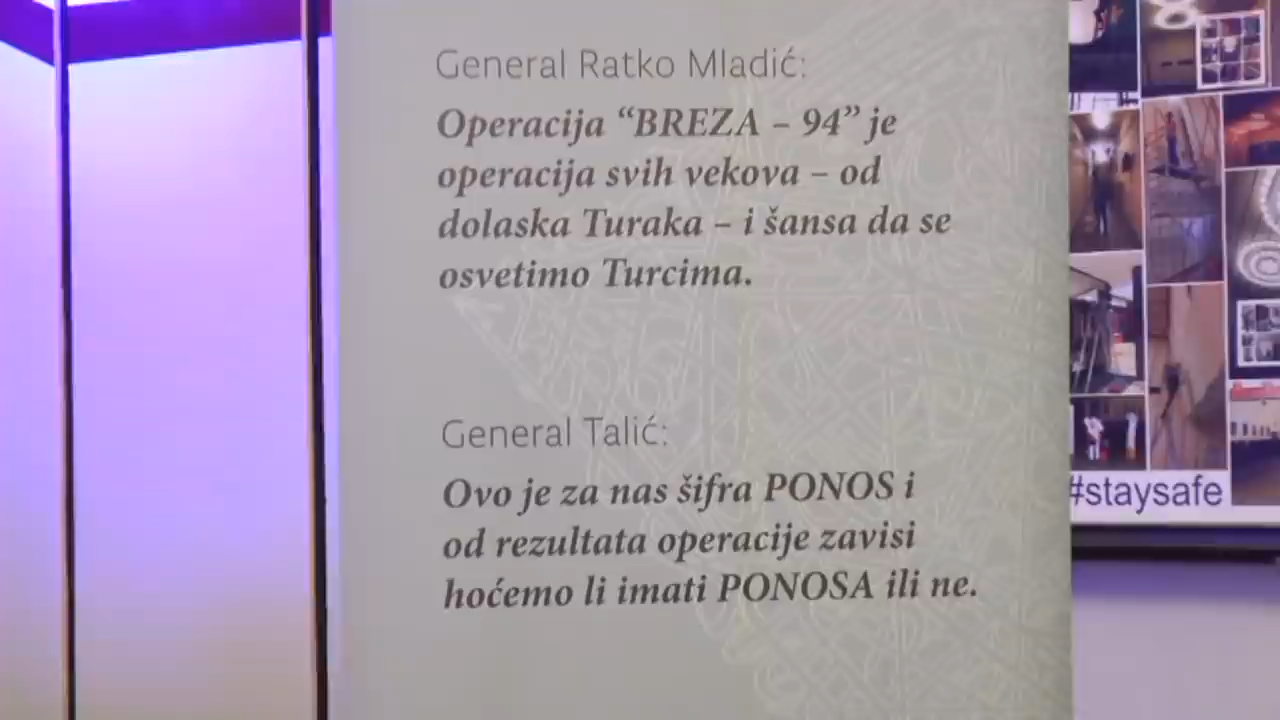 General Ratko Mladić:
Operacija “BREZA – 94” je
operacija svih vekova – od
dolaska Turaka – i šansa da se
osvetimo Turcima.
General Talić:
Ovo je za nas šifra PONOS i
od rezultata operacije zavisi
hoćemo li imati PONOSA ili ne.
#staysafe